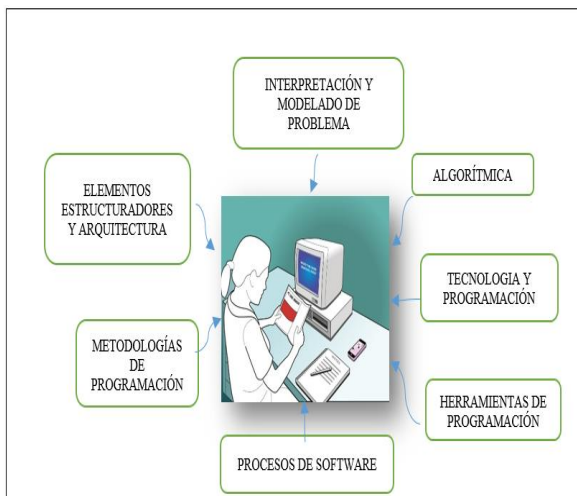 INTERPRETACIÓN Y
MODELADO DE
PROBLEMA
ALGORÍTMICA
ELEMENTOS
ESTRUCTURADORES
Y ARQUITECTURA
TECNOLOGIA Y
PROGRAMACIÓN
METODOLOGÍAS
DE
PROGRAMACIÓN
HERRAMIENTAS DE
PROGRAMACIÓN
PROCESOS DE SOFTWARE